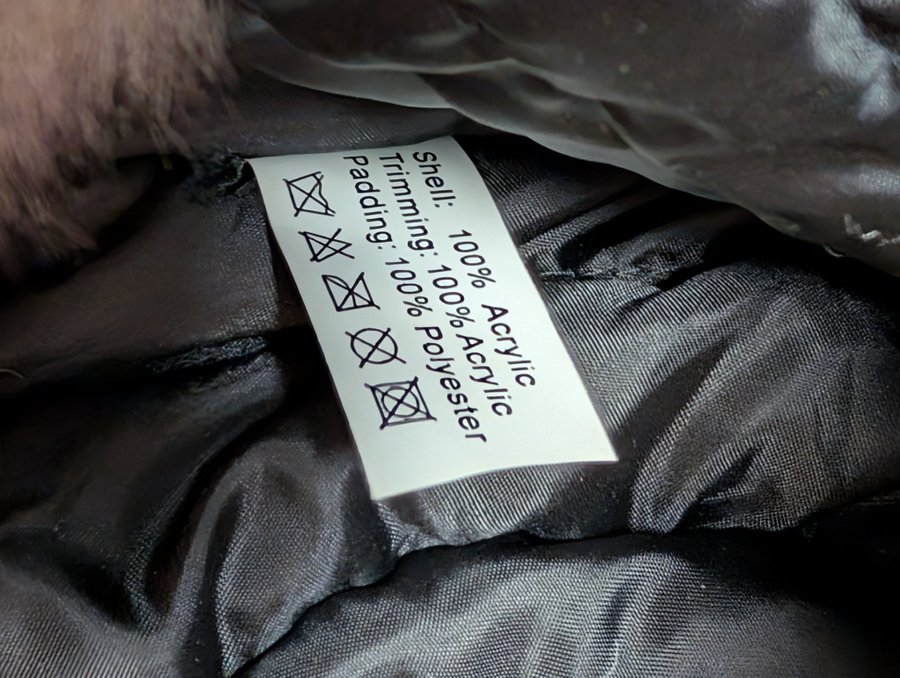 Shell: 100% Acrylic
Trimming: 100% Acrylic
Padding: 100% Polyester